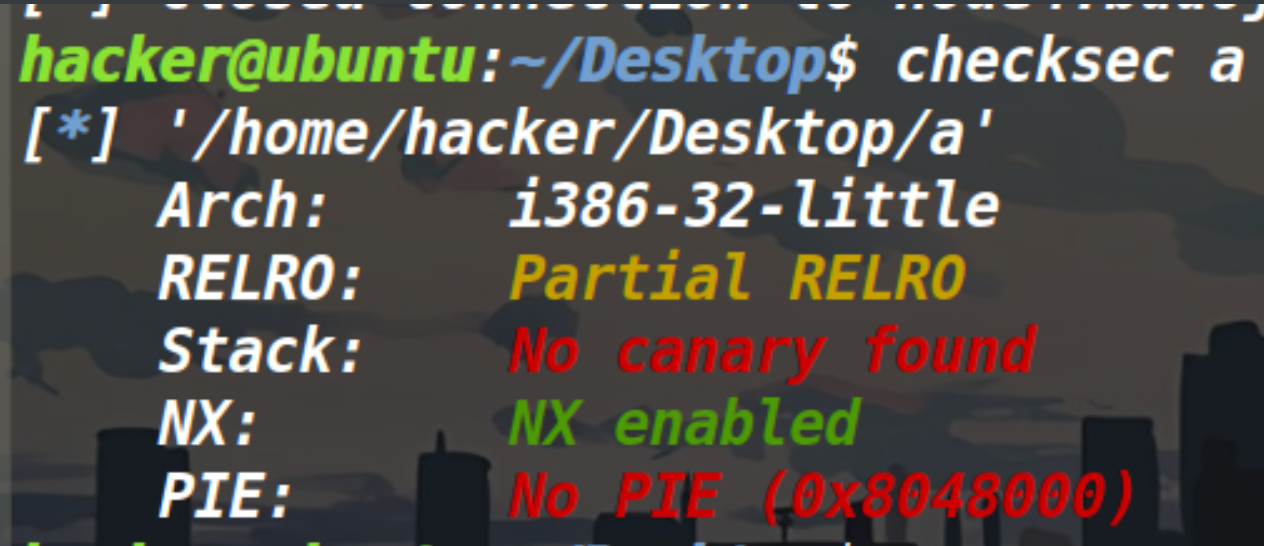 hacker@ubuntu:~/Desktop$ checksec a
[*] '/home/hacker/Desktop/a'
Arch: i386-32-little
RELRO: Partial RELRO
Stack: No canary found
NX: NX enabled
PIE: No PIE (0x8048000)